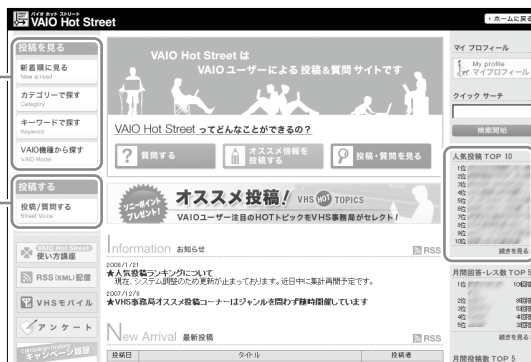 バイオ ホット ストリート
VAIO Hot Street
ホームに戻る
投稿を見る
新着順に見る
New arrived
カテゴリーで探す
Category
キーワードで探す
Keyword
VAIO機種から探す
VAIO Model
投稿する
投稿/質問する
Street Voice
VAIO Hot Street
使い方講座
RSS（XML）配信
VHSモバイル
アンケート
campaign history
キャンペーン履歴
VAIO Hot Street は
VAIO ユーザーによる 投稿&質問 サイトです
VAIO Hot Street ってどんなことができるの？
質問する
オススメ情報を
投稿する
投稿・質問を見る
ソニーポイント
プレゼント!
オススメ投稿! VHS HOT TOPICS
VAIOユーザー注目のHOTトピックをVHS事務局がセレクト!
Information お知らせ
RSS
2008/1/21
★人気投稿ランキングについて
現在、システム調整のため更新が止まっております。近日中に集計再開予定です。
2007/12/8
★VHS事務局オススメ投稿コーナーはジャンルを問わず随時開催しています
New Arrival 最新投稿
RSS
投稿日
タイトル
投稿者
マイ プロフィール
My profile
マイプロフィール
クイック サーチ
検索開始
人気投稿 TOP 10
1位
2位
3位
4位
5位
6位
7位
8位
9位
10位
続きを見る
月間回答・レス数 TOP 5
1位
2位
3位
4位
5位
続きを見る
月間投稿数 TOP 5